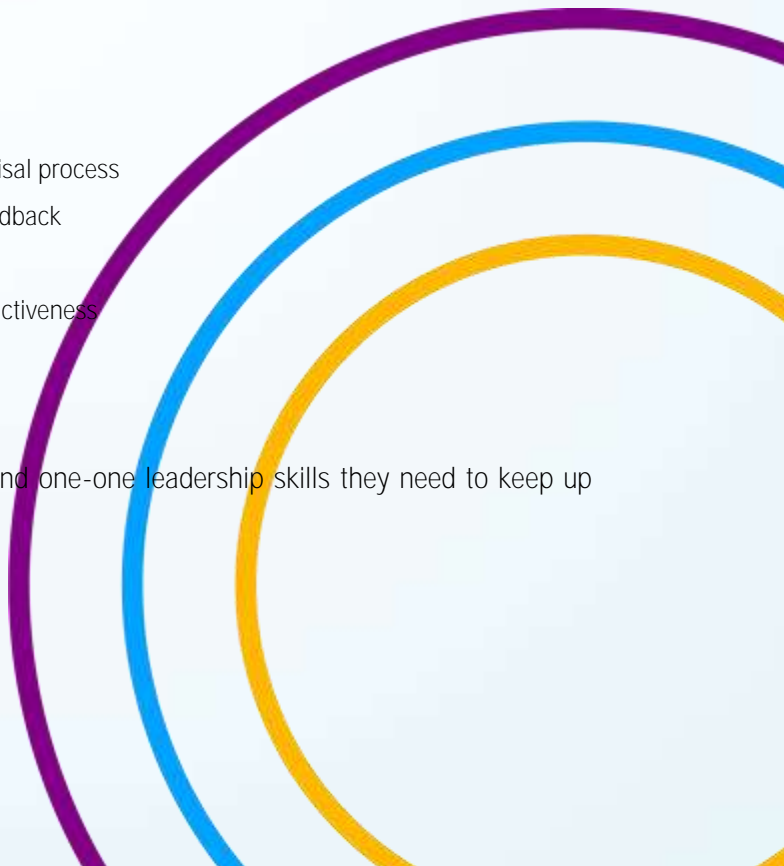 isal process
dback
ctiveness
nd one-one leadership skills they need to keep up